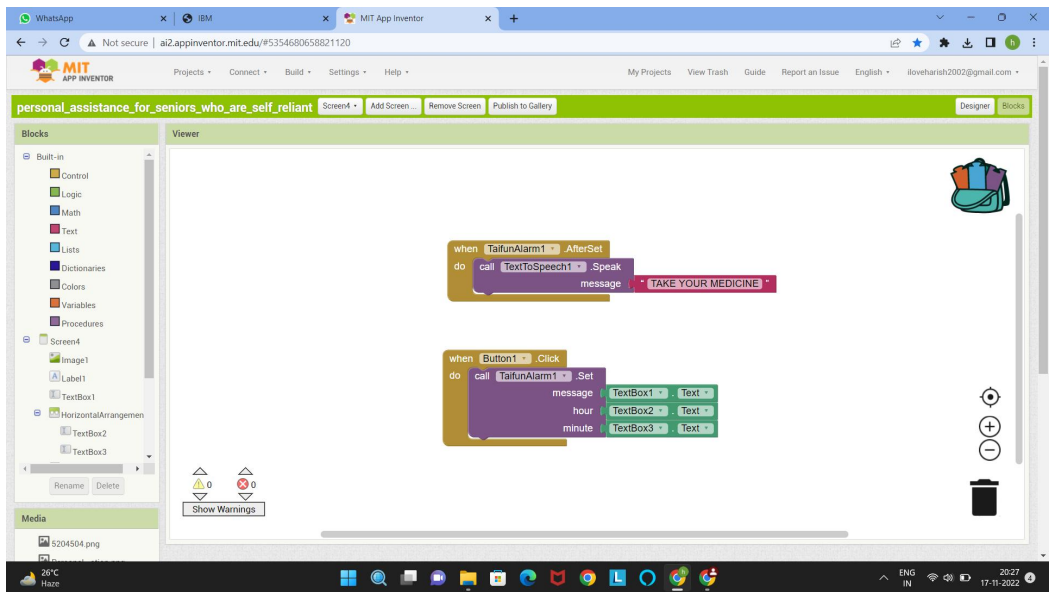 WhatsApp
IBM
MIT App Inventor
Not secure | ai2.appinventor.mit.edu/#5354680658821120
h
MIT
APP INVENTOR
Projects
Connect
Build
Settings
Help
My Projects
View Trash
Guide
Report an Issue
English
iloveharish2002@gmail.com
personal_assistance_for_seniors_who_are_self_reliant
Screen4
Add Screen ...
Remove Screen
Publish to Gallery
Designer
Blocks
Blocks
Viewer
Built-in
Control
Logic
Math
Text
Lists
Dictionaries
Colors
Variables
Procedures
Screen4
Image1
Label1
TextBox1
HorizontalArrangemen
TextBox2
TextBox3
Rename
Delete
Media
5204504.png
when TaifunAlarm1 .AfterSet
do call TextToSpeech1 .Speak
message " TAKE YOUR MEDICINE "
when Button1 .Click
do call TaifunAlarm1 .Set
message TextBox1 . Text
hour TextBox2 . Text
minute TextBox3 . Text
0
0
Show Warnings
26°C
Haze
ENG
IN
20:27
17-11-2022
4